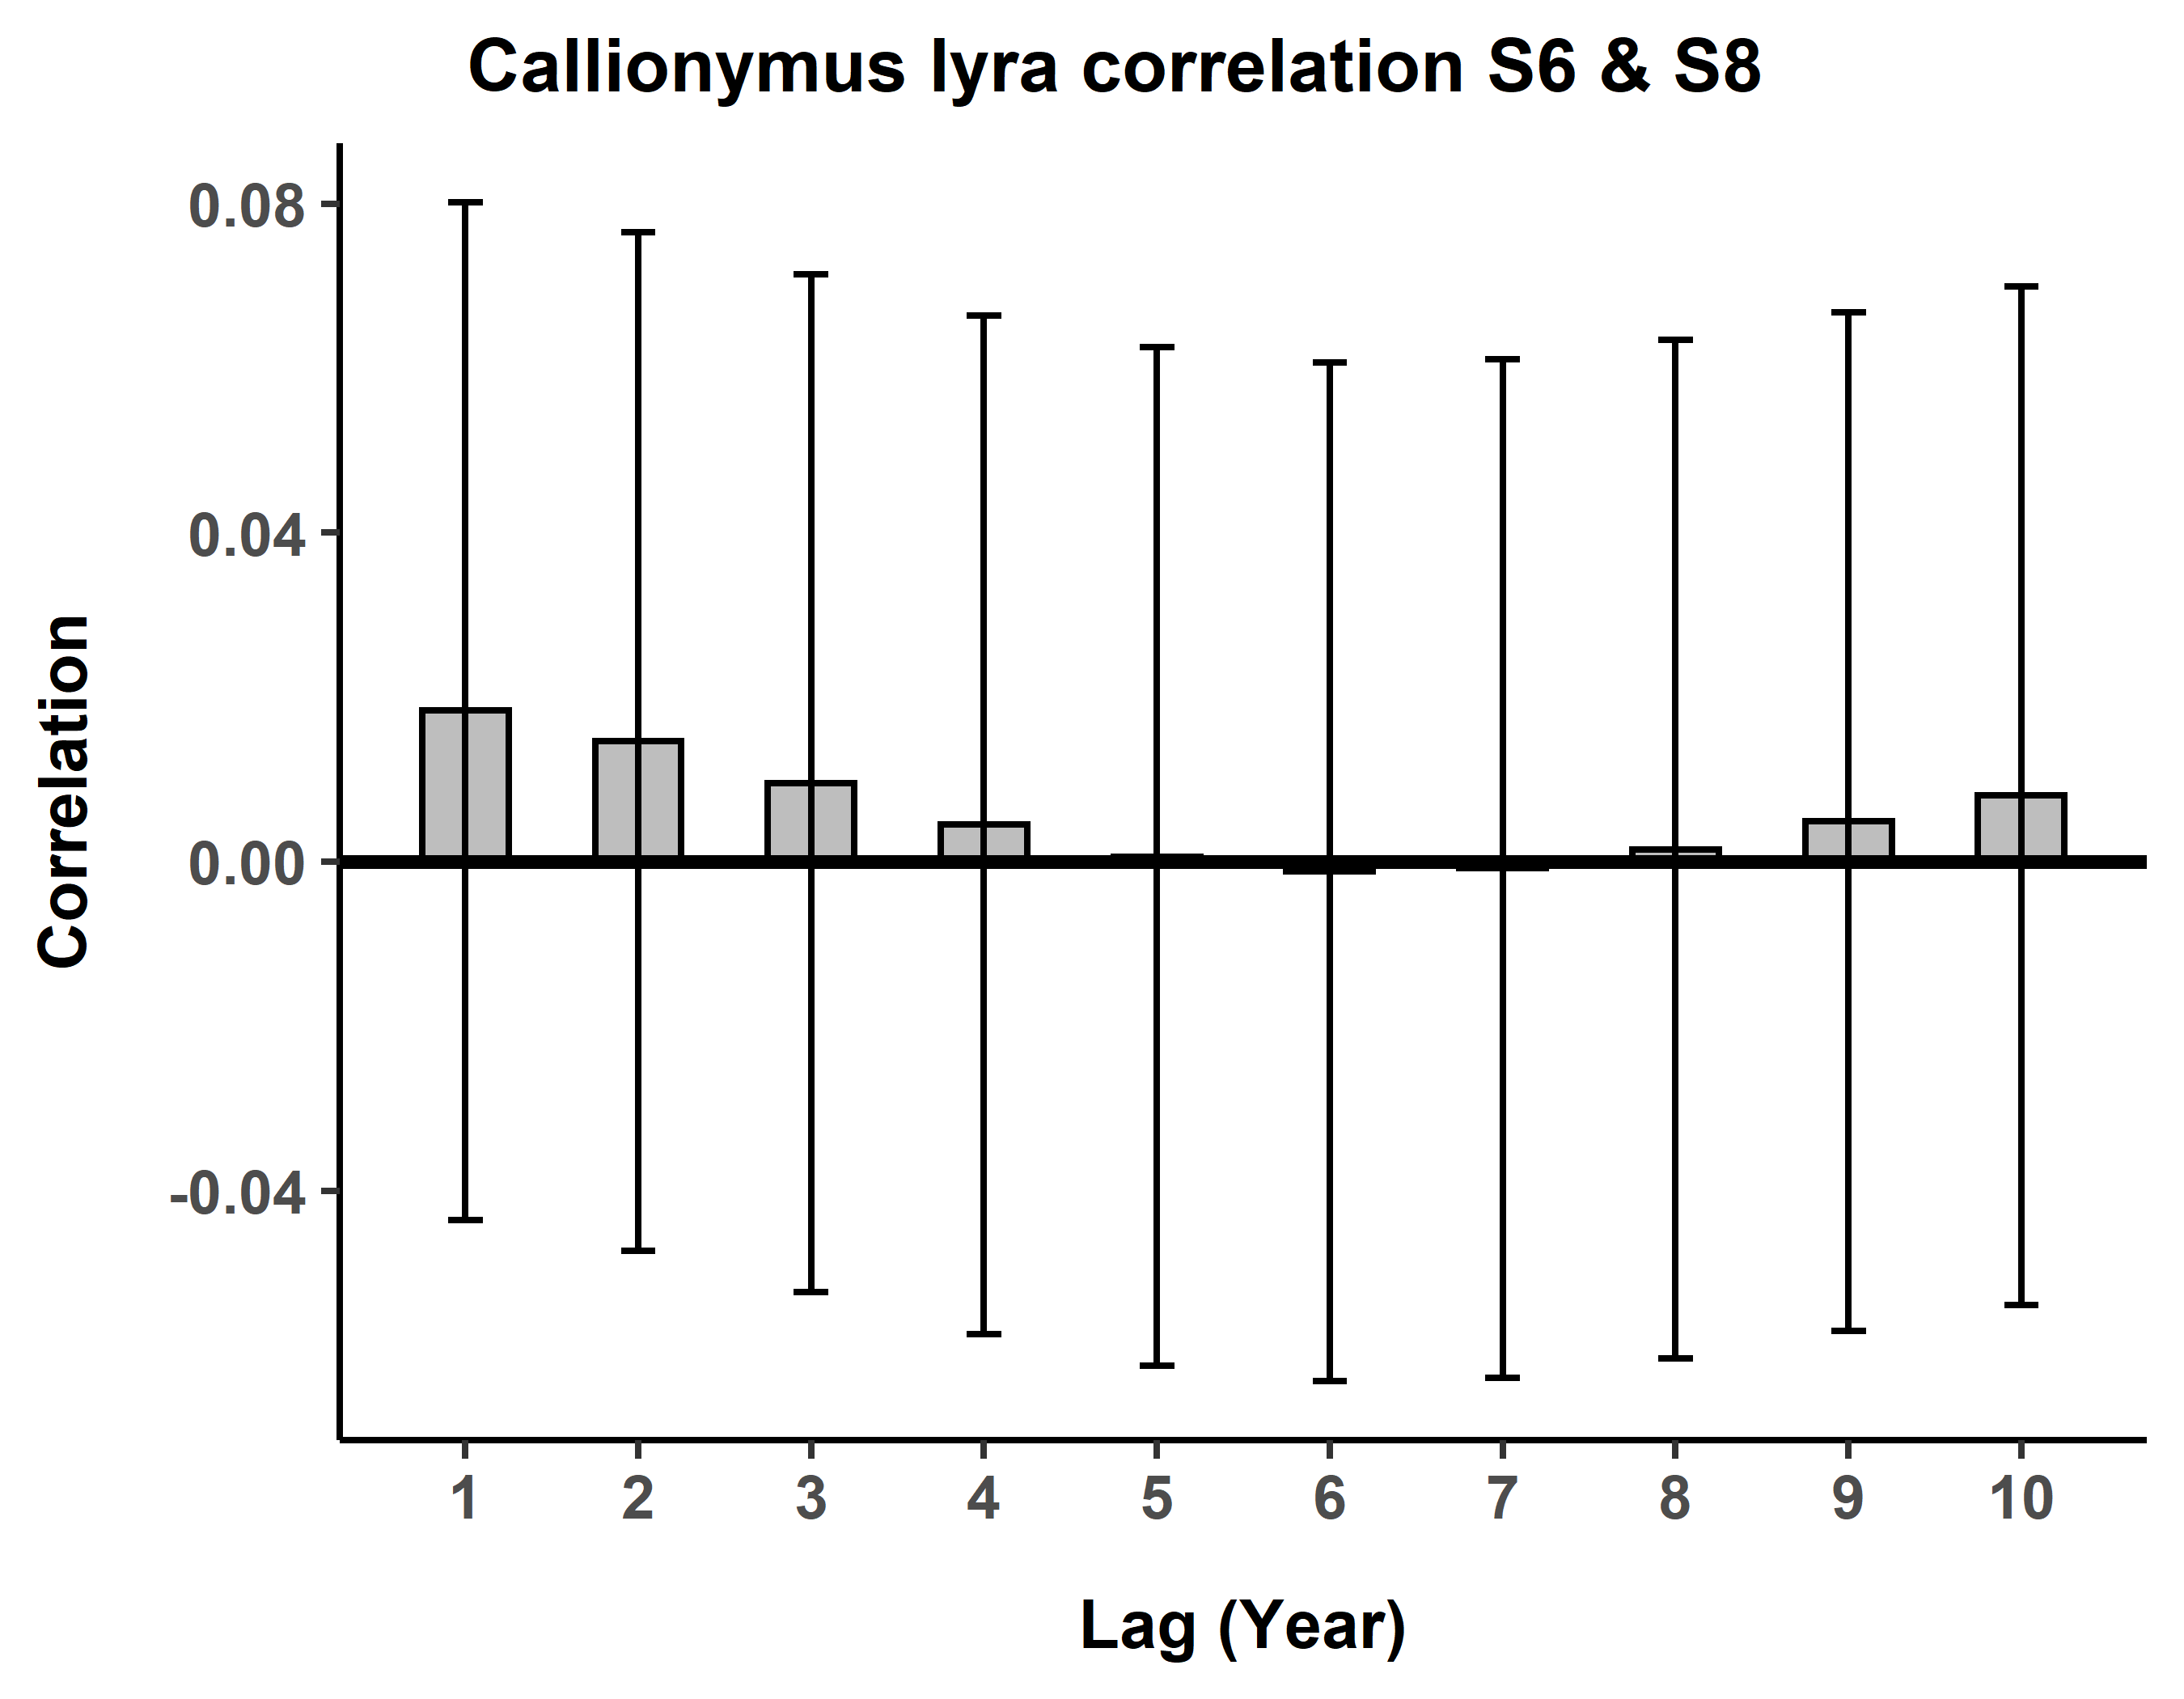 Callionymus lyra correlation S6 & S8
Correlation
0.08
0.04
0.00
-0.04
1 2 3 4 5 6 7 8 9 10
Lag (Year)